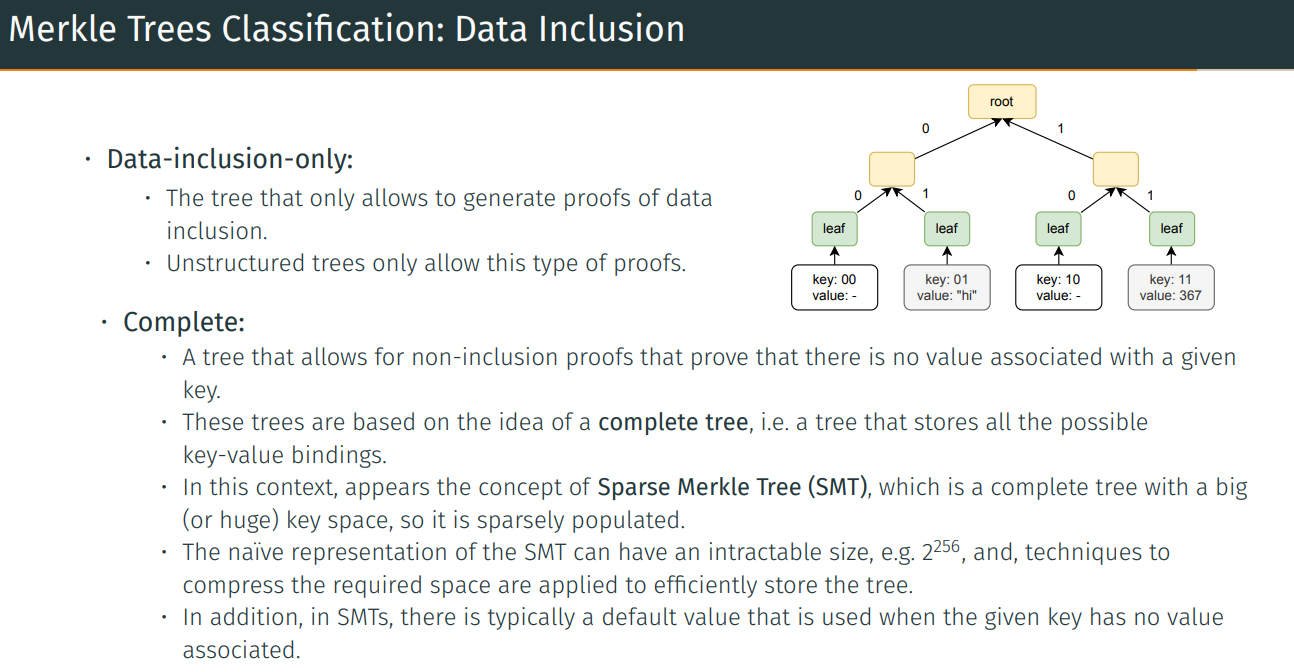 Merkle Trees Classification: Data Inclusion
root
0
1
0
1
0
1
leaf
leaf
leaf
leaf
key: 00
value: -
key: 01
value: "hi"
key: 10
value: -
key: 11
value: 367
· Data-inclusion-only:
· The tree that only allows to generate proofs of data
inclusion.
· Unstructured trees only allow this type of proofs.
· Complete:
· A tree that allows for non-inclusion proofs that prove that there is no value associated with a given
key.
· These trees are based on the idea of a complete tree, i.e. a tree that stores all the possible
key-value bindings.
· In this context, appears the concept of Sparse Merkle Tree (SMT), which is a complete tree with a big
(or huge) key space, so it is sparsely populated.
· The naïve representation of the SMT can have an intractable size, e.g. 2²⁵⁶, and, techniques to
compress the required space are applied to efficiently store the tree.
· In addition, in SMTs, there is typically a default value that is used when the given key has no value
associated.